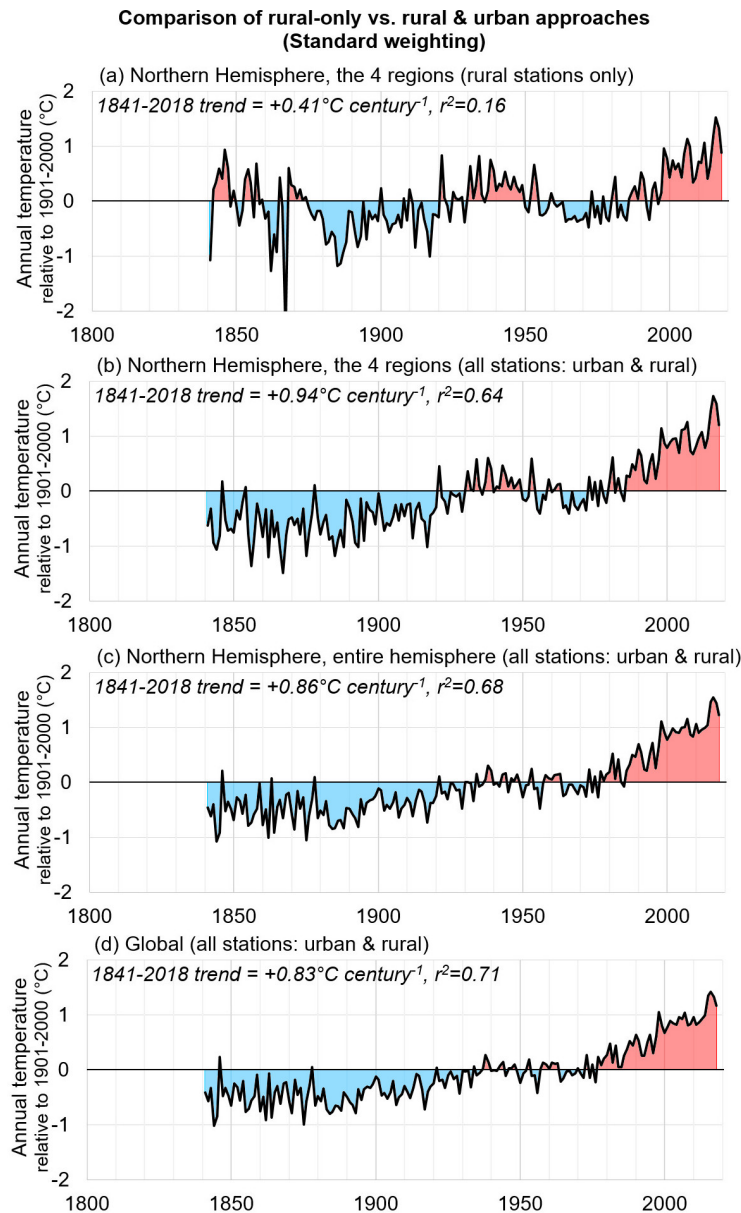 Comparison of rural-only vs. rural & urban approaches
(Standard weighting)
(a) Northern Hemisphere, the 4 regions (rural stations only)
1841-2018 trend = +0.41°C century⁻¹, r²=0.16
Annual temperature
relative to 1901-2000 (°C)
2
1
0
-1
-2
1800
1850
1900
1950
2000
(b) Northern Hemisphere, the 4 regions (all stations: urban & rural)
1841-2018 trend = +0.94°C century⁻¹, r²=0.64
Annual temperature
relative to 1901-2000 (°C)
2
1
0
-1
-2
1800
1850
1900
1950
2000
(c) Northern Hemisphere, entire hemisphere (all stations: urban & rural)
1841-2018 trend = +0.86°C century⁻¹, r²=0.68
Annual temperature
relative to 1901-2000 (°C)
2
1
0
-1
-2
1800
1850
1900
1950
2000
(d) Global (all stations: urban & rural)
1841-2018 trend = +0.83°C century⁻¹, r²=0.71
Annual temperature
relative to 1901-2000 (°C)
2
1
0
-1
-2
1800
1850
1900
1950
2000